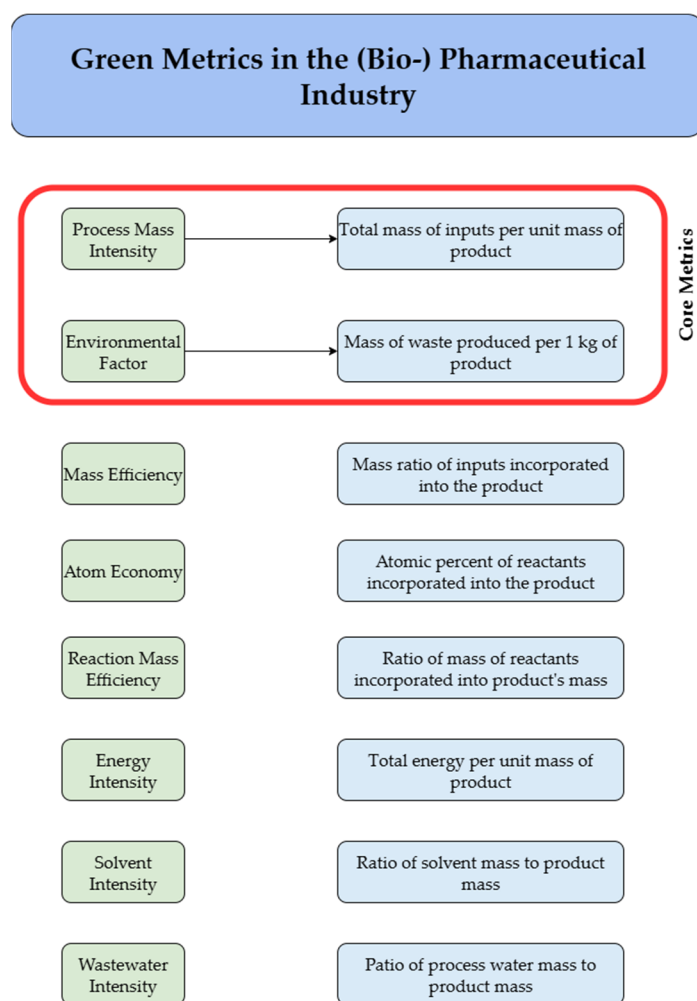 Green Metrics in the (Bio-) Pharmaceutical
Industry
Process Mass
Intensity
Total mass of inputs per unit mass of
product
Environmental
Factor
Mass of waste produced per 1 kg of
product
Core Metrics
Mass Efficiency
Mass ratio of inputs incorporated
into the product
Atom Economy
Atomic percent of reactants
incorporated into the product
Reaction Mass
Efficiency
Ratio of mass of reactants
incorporated into product's mass
Energy
Intensity
Total energy per unit mass of
product
Solvent
Intensity
Ratio of solvent mass to product
mass
Wastewater
Intensity
Patio of process water mass to
product mass